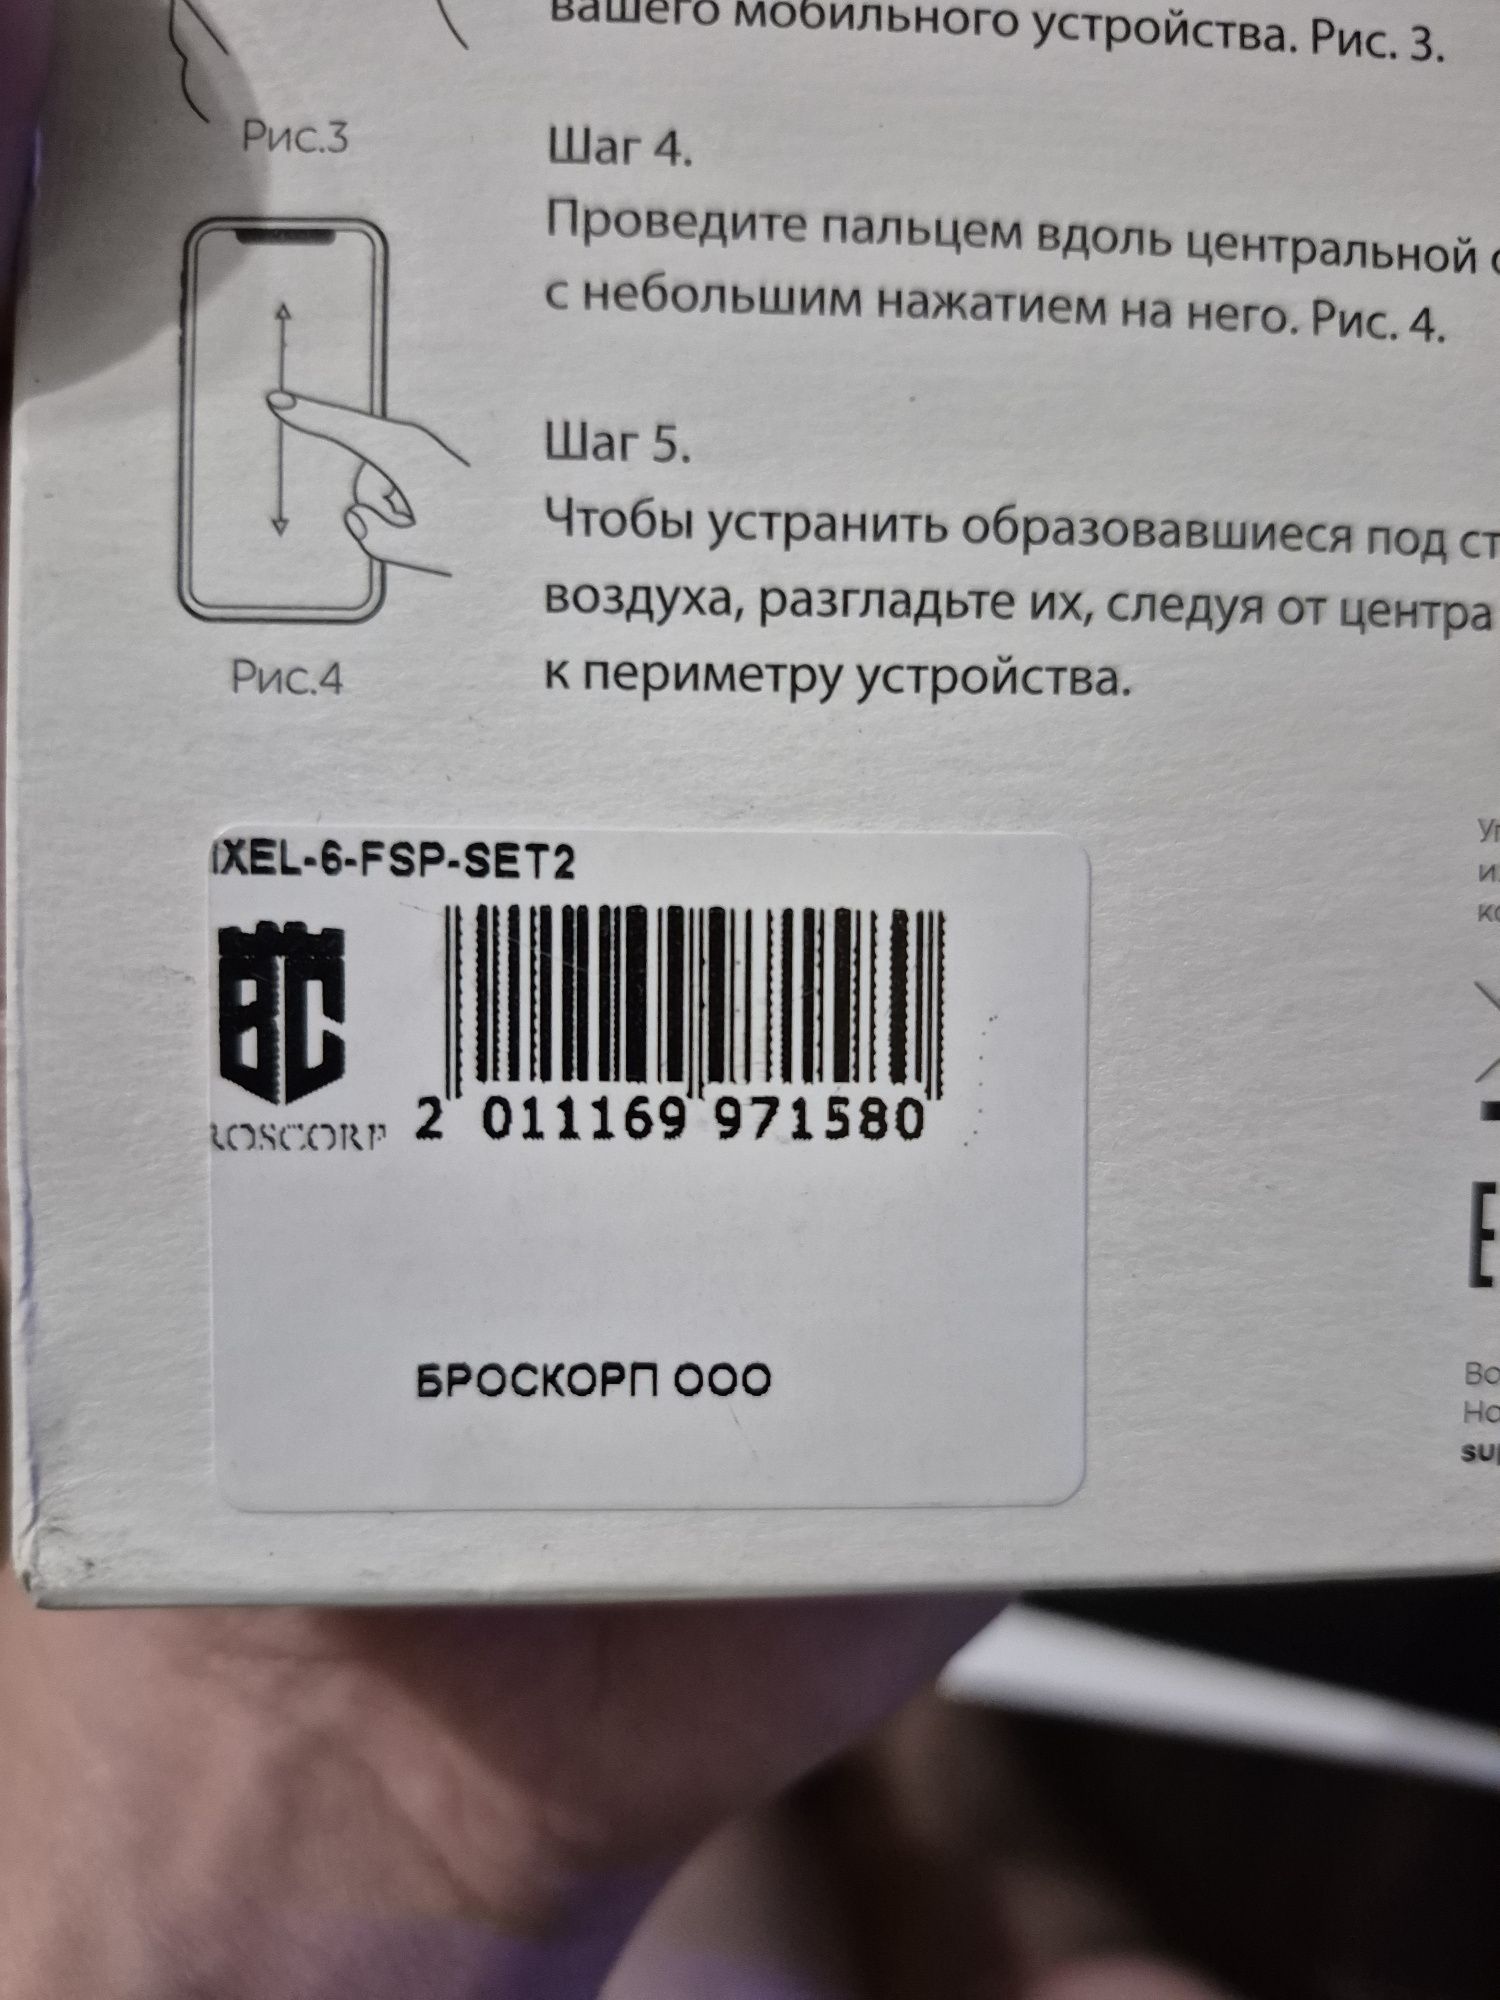 вашего мобильного устройства. Рис. 3.
Рис.3
Шаг 4.
Проведите пальцем вдоль центральной
с небольшим нажатием на него. Рис. 4.
Шаг 5.
Чтобы устранить образовавшиеся под
воздуха, разгладьте их, следуя от центра
к периметру устройства.
Рис.4
IXEL-6-FSP-SET2
BC
ROSCORP
2 011169 971580
БРОСКОРП ООО